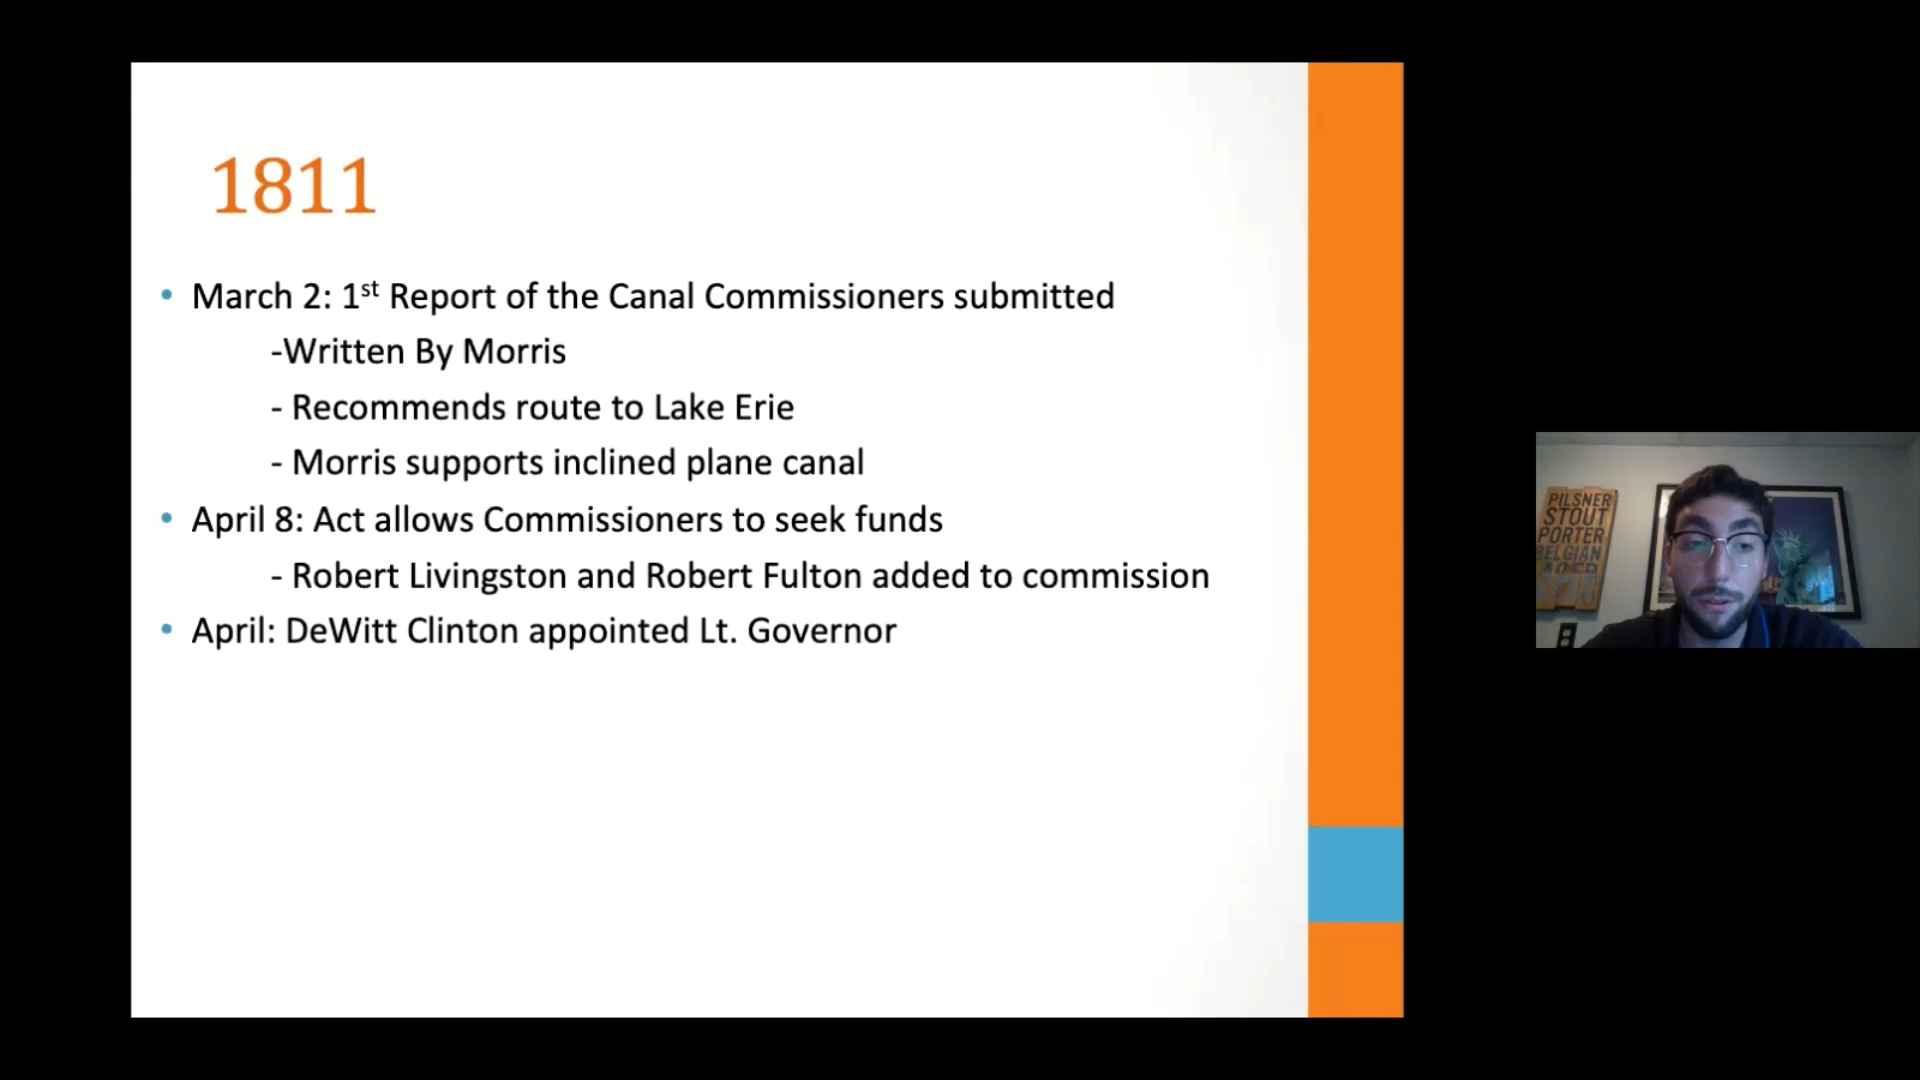 1811
• March 2: 1st Report of the Canal Commissioners submitted
-Written By Morris
- Recommends route to Lake Erie
- Morris supports inclined plane canal
• April 8: Act allows Commissioners to seek funds
- Robert Livingston and Robert Fulton added to commission
• April: DeWitt Clinton appointed Lt. Governor
PILSNER
STOUT
PORTER
BELGIAN
LAGER